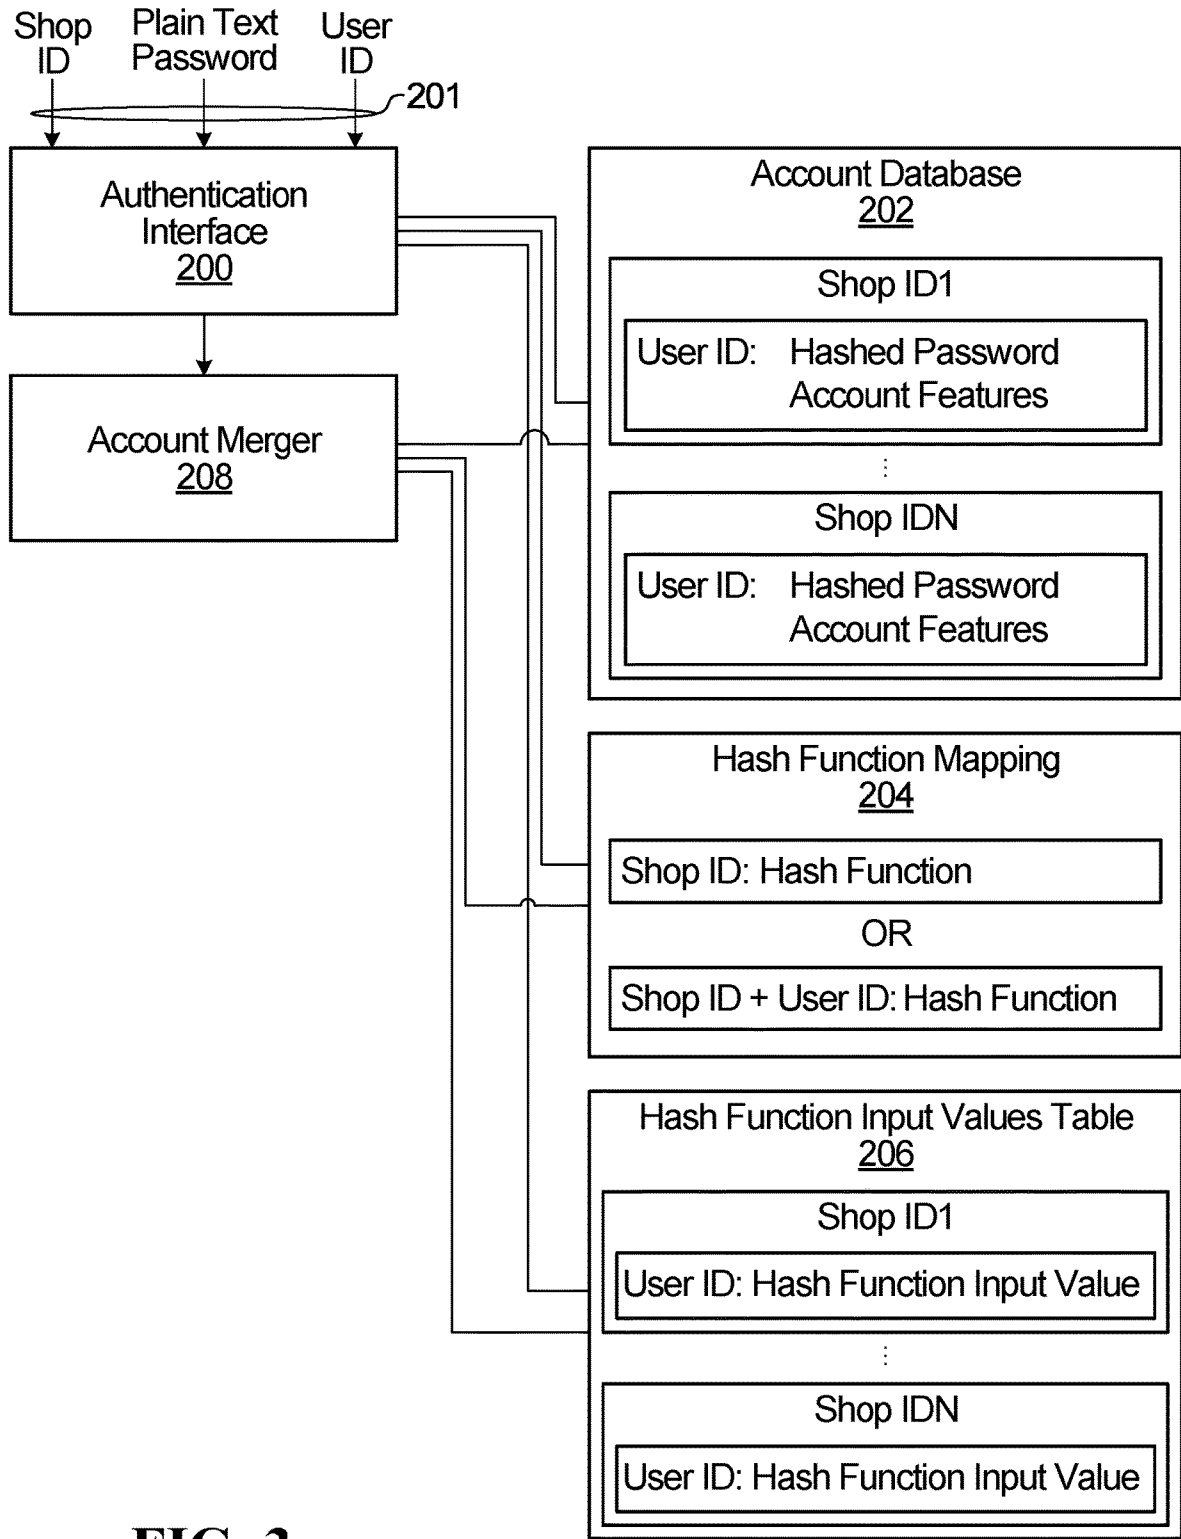 Shop
ID
Plain Text
Password
User
ID
201
Authentication
Interface
200
Account Merger
208
Account Database
202
Shop ID1
User ID: Hashed Password
Account Features
⋮
Shop IDN
User ID: Hashed Password
Account Features
Hash Function Mapping
204
Shop ID: Hash Function
OR
Shop ID + User ID: Hash Function
Hash Function Input Values Table
206
Shop ID1
User ID: Hash Function Input Value
⋮
Shop IDN
User ID: Hash Function Input Value